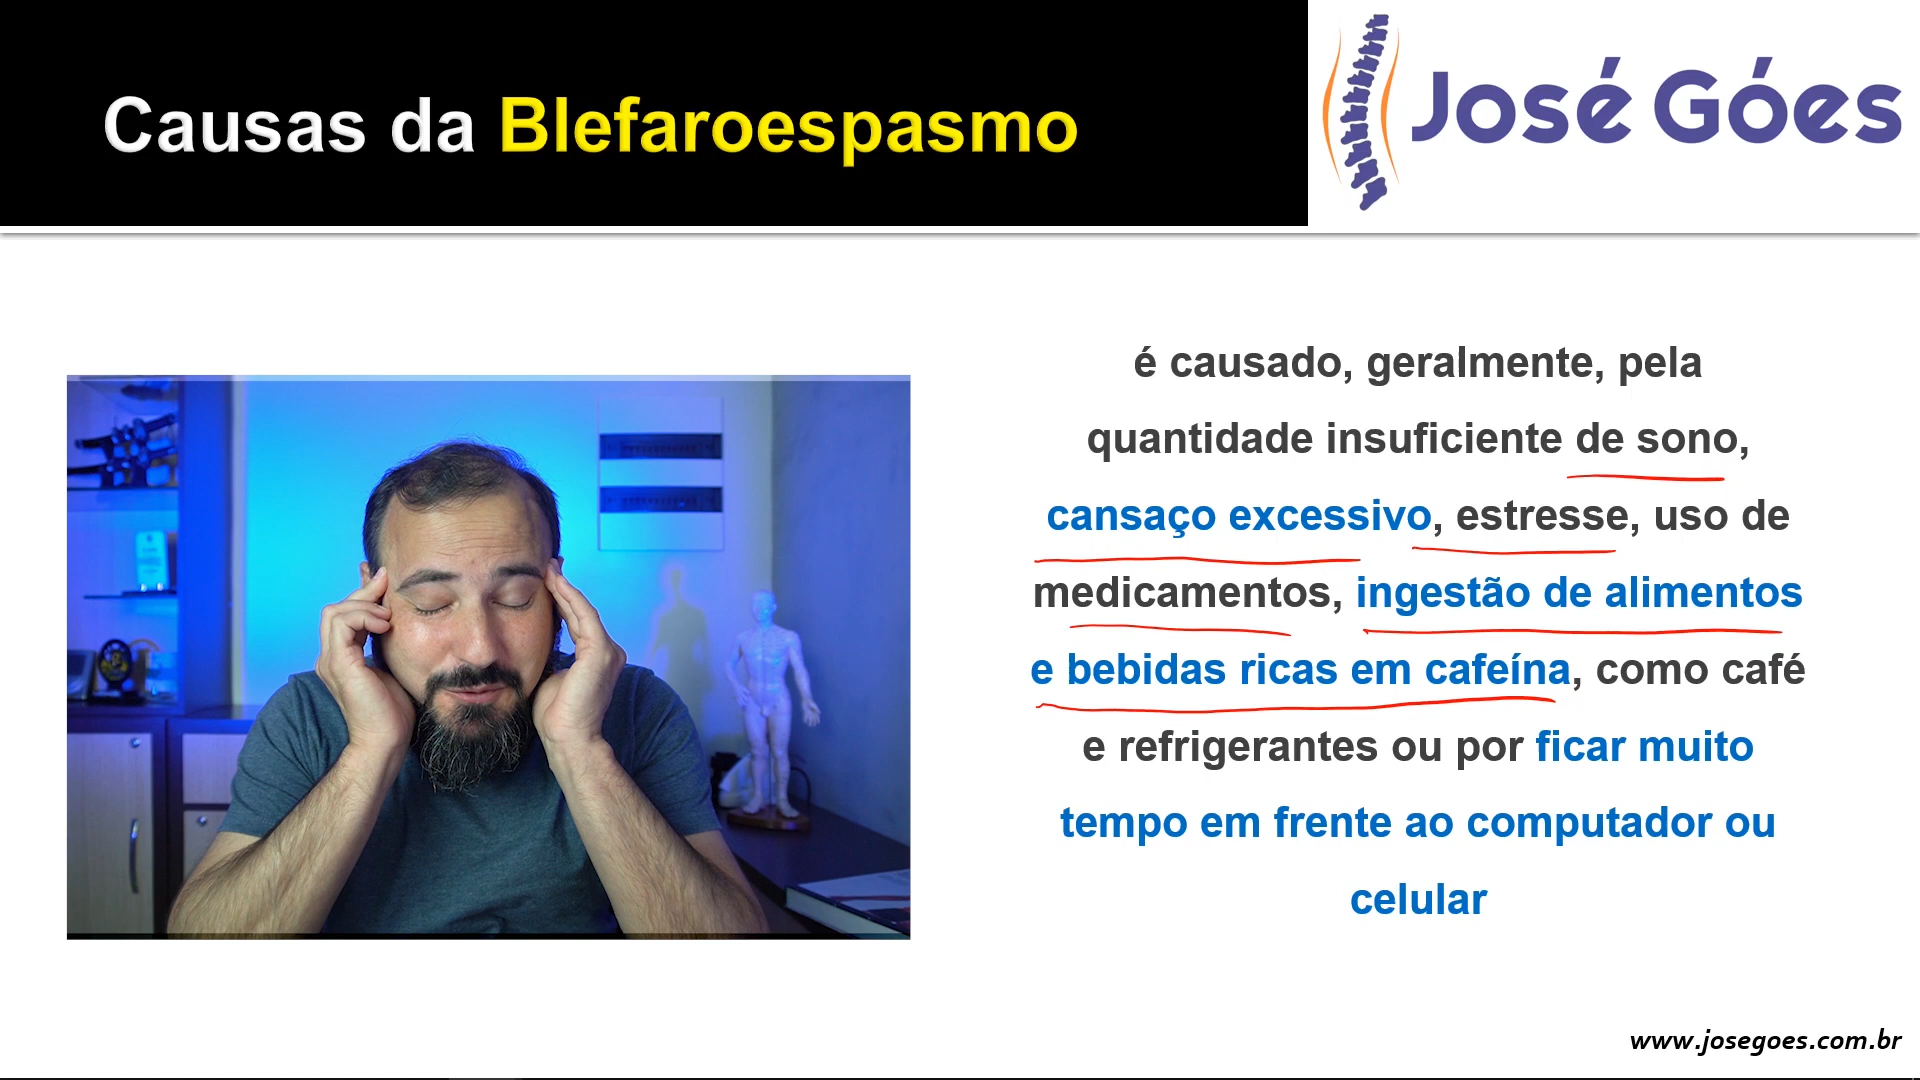 Causas da Blefaroespasmo
José Góes
é causado, geralmente, pela
quantidade insuficiente de sono,
cansaço excessivo, estresse, uso de
medicamentos, ingestão de alimentos
e bebidas ricas em cafeína, como café
e refrigerantes ou por ficar muito
tempo em frente ao computador ou
celular
www.josegoes.com.br